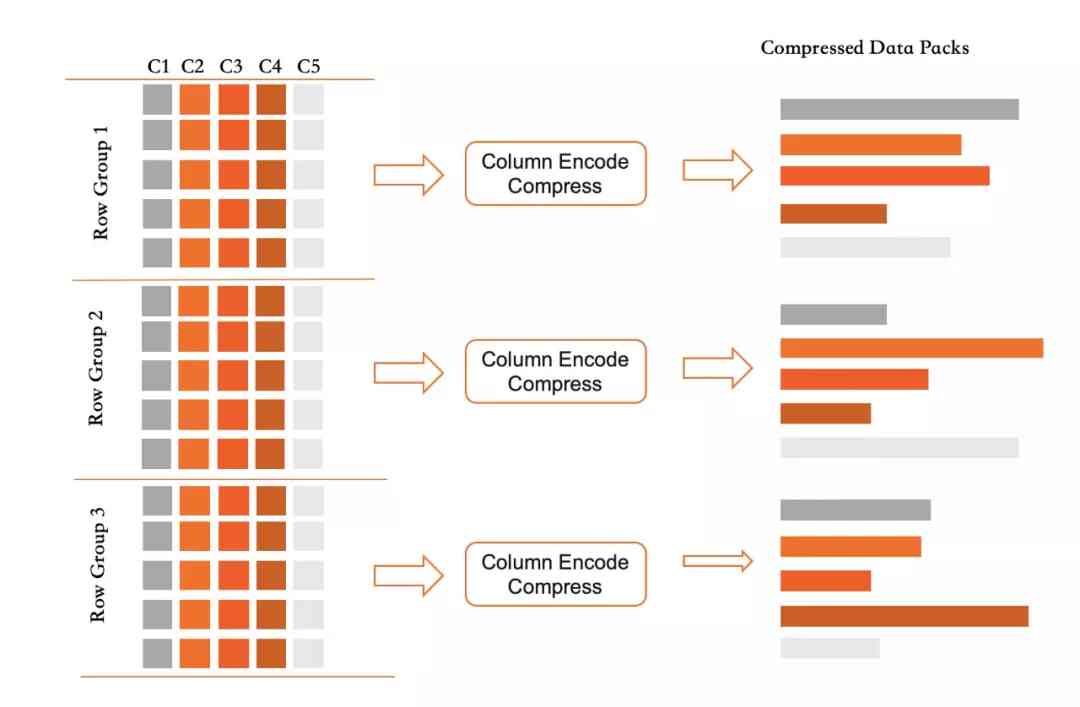 Compressed Data Packs
C1 C2 C3 C4 C5
Row Group 1
Column Encode
Compress
Row Group 2
Column Encode
Compress
Row Group 3
Column Encode
Compress